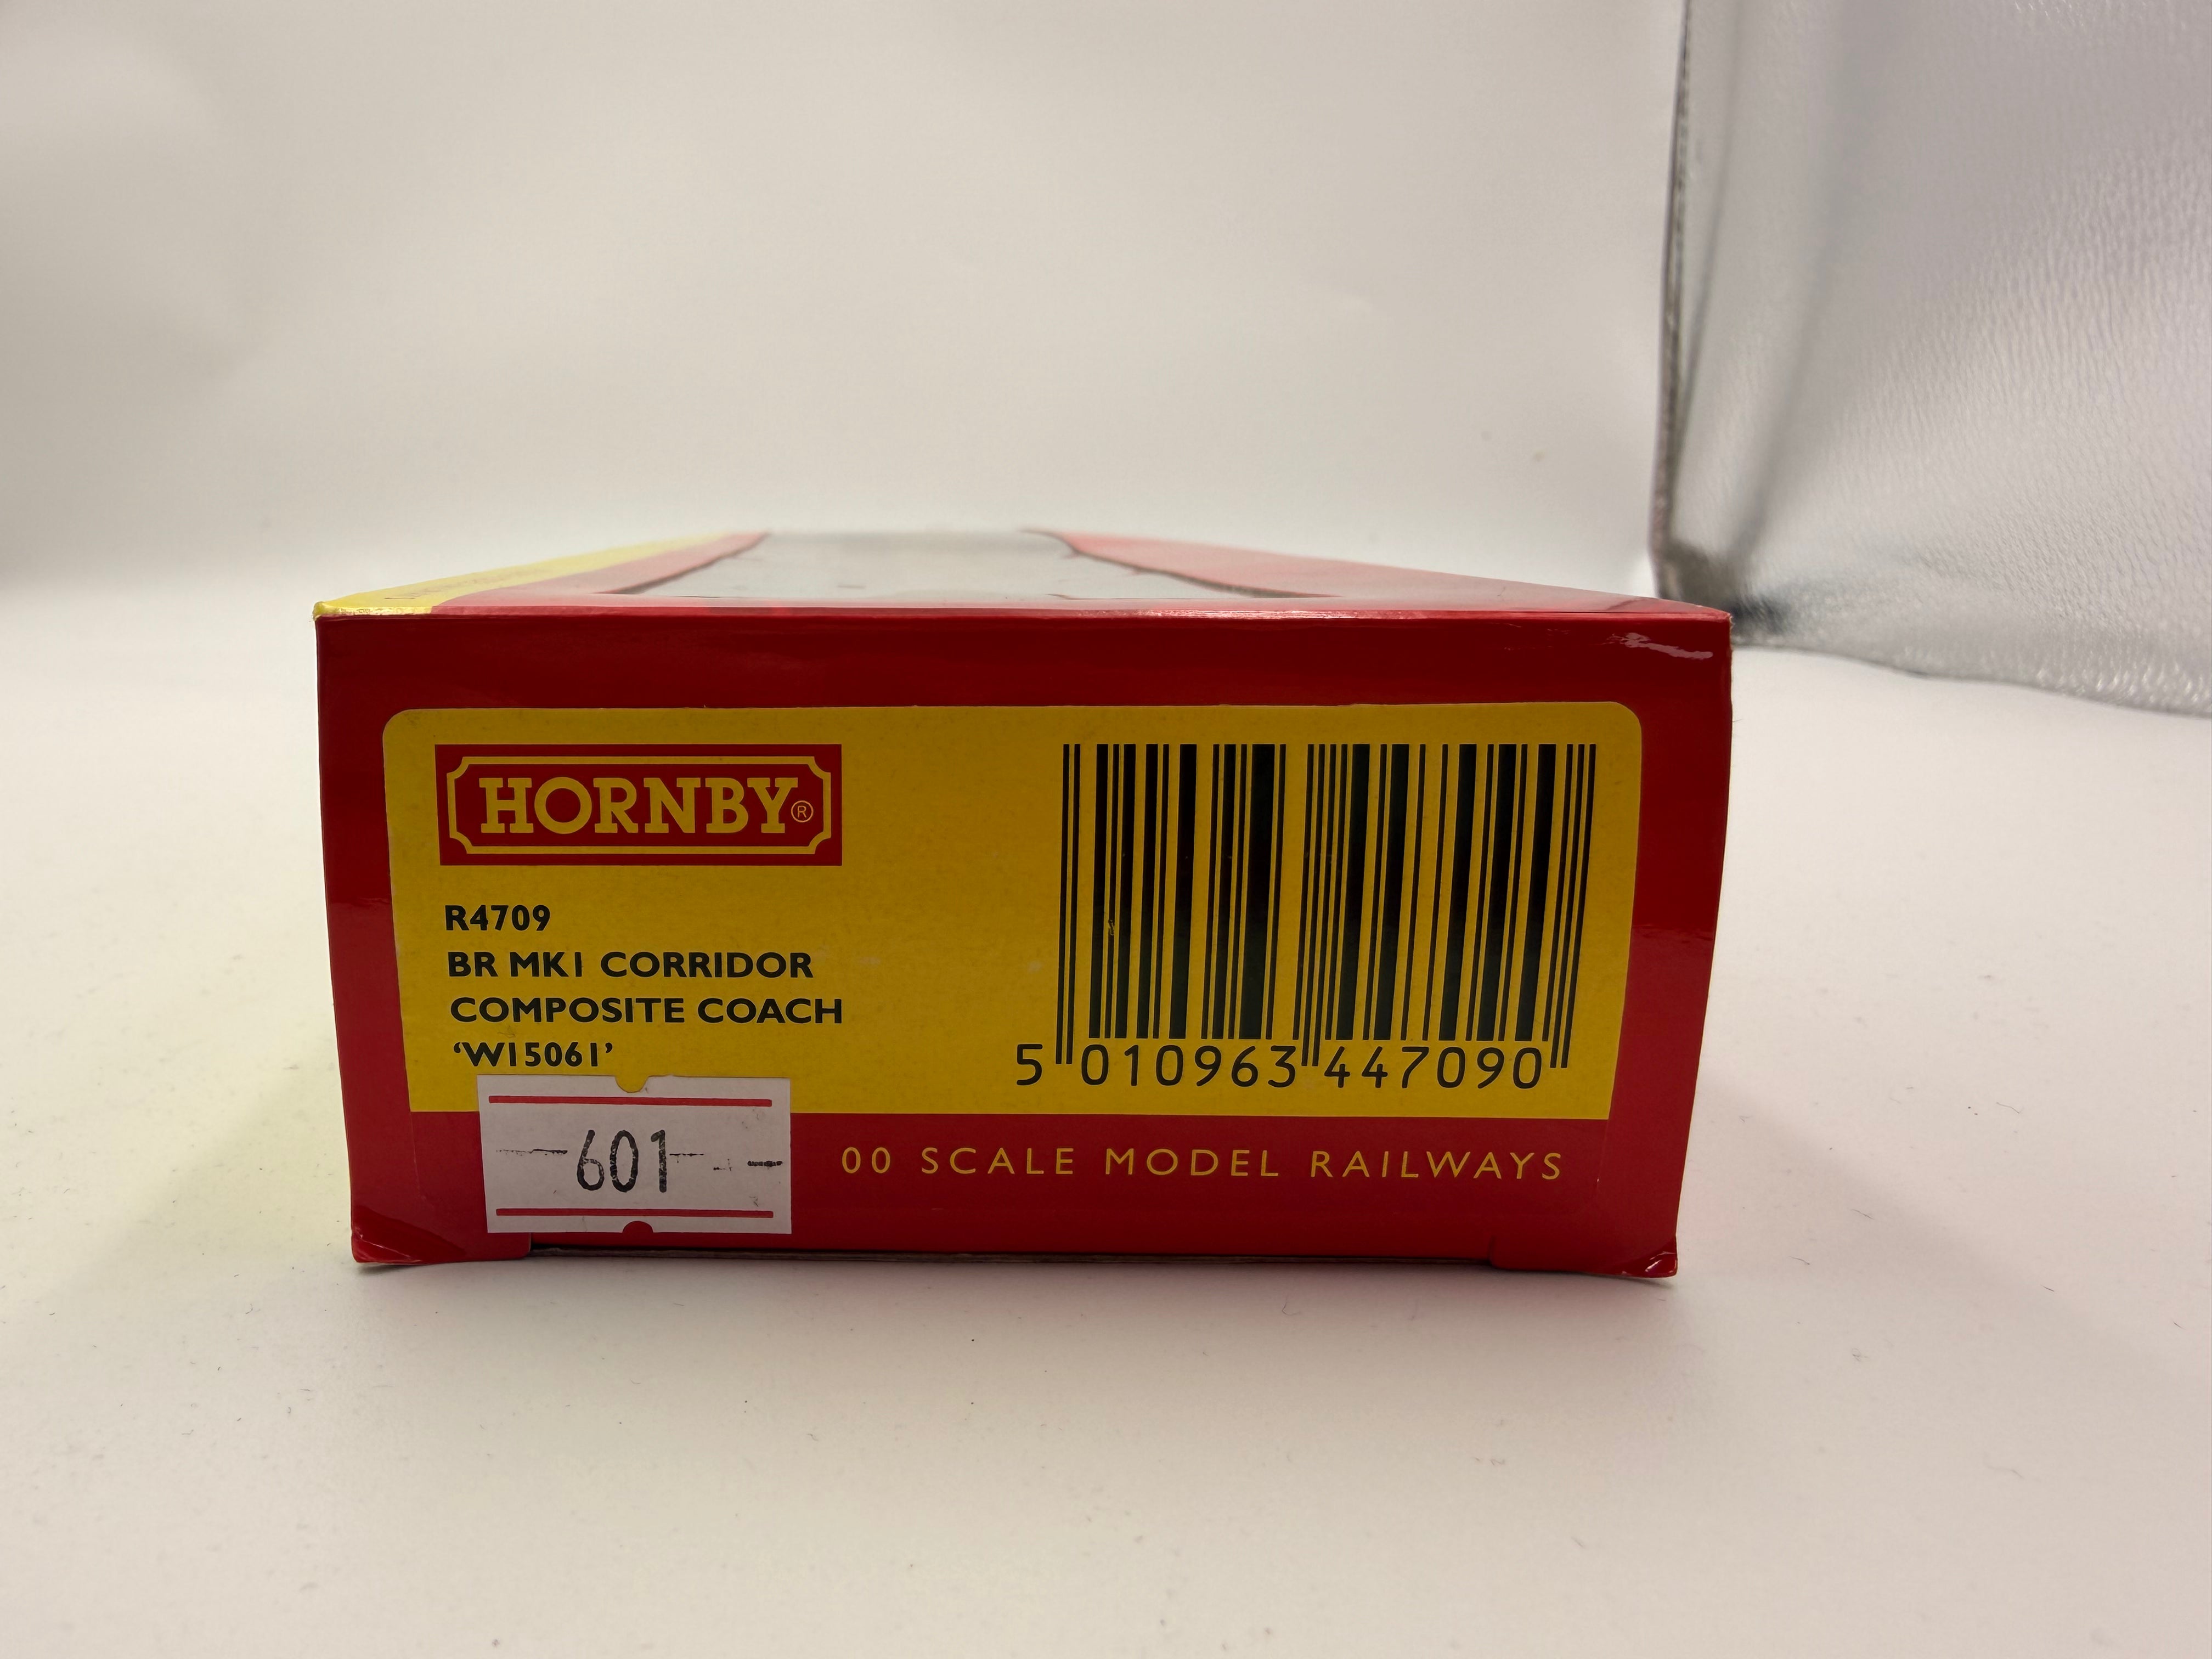 HORNBY®
R4709
BR MK1 CORRIDOR
COMPOSITE COACH
‘W15061’
5 010963 447090
601
00 SCALE MODEL RAILWAYS